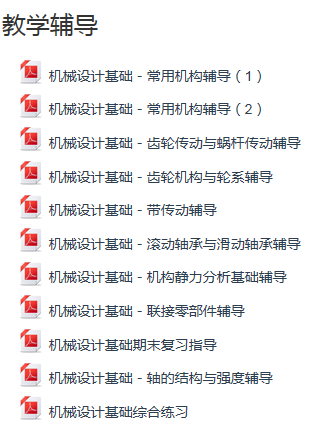 教学辅导
机械设计基础 - 常用机构辅导（1）
机械设计基础 - 常用机构辅导（2）
机械设计基础 - 齿轮传动与蜗杆传动辅导
机械设计基础 - 齿轮机构与轮系辅导
机械设计基础 - 带传动辅导
机械设计基础 - 滚动轴承与滑动轴承辅导
机械设计基础 - 机构静力分析基础辅导
机械设计基础 - 联接零部件辅导
机械设计基础期末复习指导
机械设计基础 - 轴的结构与强度辅导
机械设计基础综合练习